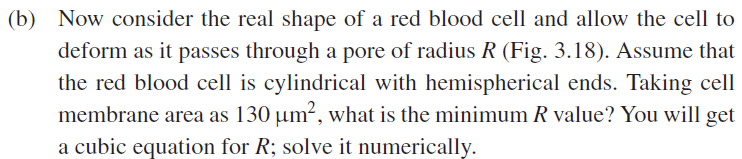 (b) Now consider the real shape of a red blood cell and allow the cell to
deform as it passes through a pore of radius R (Fig. 3.18). Assume that
the red blood cell is cylindrical with hemispherical ends. Taking cell
membrane area as 130 μm², what is the minimum R value? You will get
a cubic equation for R; solve it numerically.